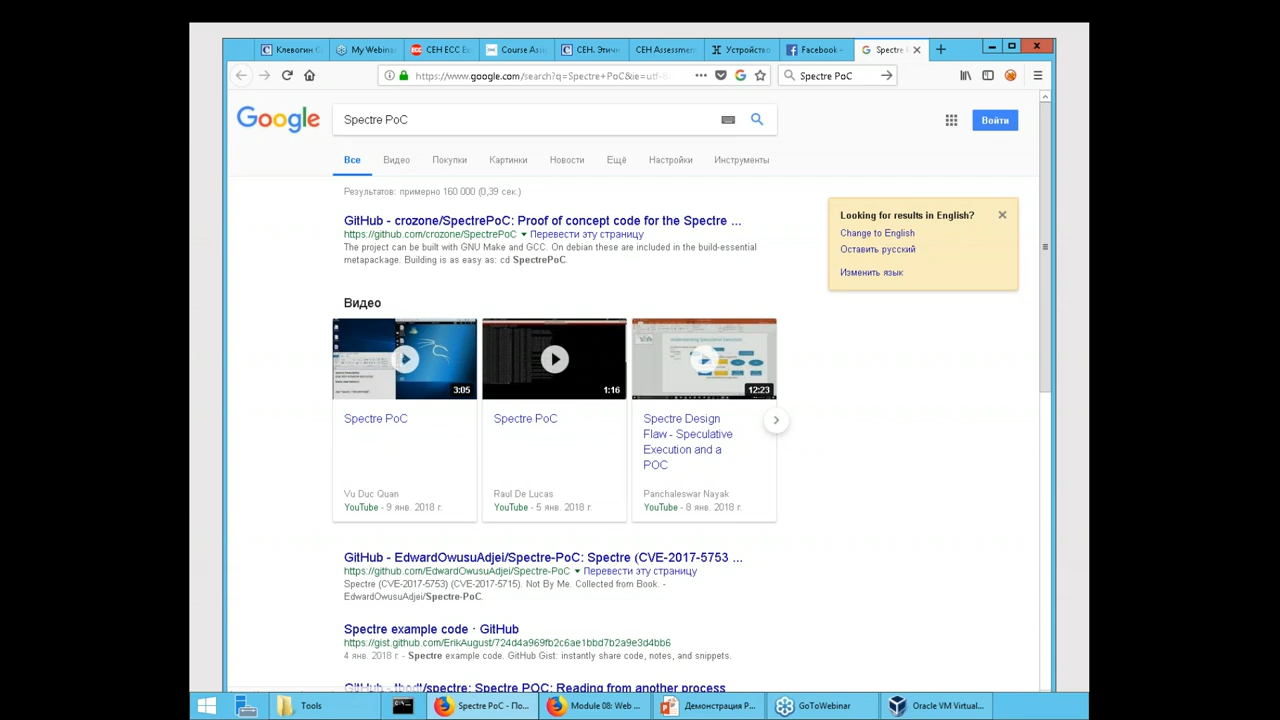 Клевогин С
My Webina
CEH ECC Ec
Course Assi
CEH. Этичн
CEH Assessmen
Устройство
Facebook -
Spectre P
https://www.google.com/search?q=Spectre+PoC&ie=utf-8
Spectre PoC
Google
Spectre PoC
Войти
Все Видео Покупки Картинки Новости Ещё Настройки Инструменты
Результатов: примерно 160 000 (0,39 сек.)
GitHub - crozone/SpectrePoC: Proof of concept code for the Spectre ...
https://github.com/crozone/SpectrePoC ▾ Перевести эту страницу
The project can be built with GNU Make and GCC. On debian these are included in the build-essential
metapackage. Building is as easy as: cd SpectrePoC.
Looking for results in English?
Change to English
Оставить русский
Изменить язык
Видео
3:05
1:16
12:23
Spectre PoC
Vu Duc Quan
YouTube - 9 янв. 2018 г.
Spectre PoC
Raul De Lucas
YouTube - 5 янв. 2018 г.
Spectre Design
Flaw - Speculative
Execution and a
POC
Panchaleswar Nayak
YouTube - 8 янв. 2018 г.
GitHub - EdwardOwusuAdjei/Spectre-PoC: Spectre (CVE-2017-5753 ...
https://github.com/EdwardOwusuAdjei/Spectre-PoC ▾ Перевести эту страницу
Spectre (CVE-2017-5753) (CVE-2017-5715). Not By Me. Collected from Book. -
EdwardOwusuAdjei/Spectre-PoC.
Spectre example code · GitHub
https://gist.github.com/ErikAugust/724d4a969fb2c6ae1bbd7b2a9e3d4bb6
4 янв. 2018 г. - Spectre example code. GitHub Gist: instantly share code, notes, and snippets.
GitHub - tbodt/spectre: Spectre POC: Reading from another process
Tools
Spectre PoC - По...
Module 08: Web ...
Демонстрация P...
GoToWebinar
Oracle VM Virtual...